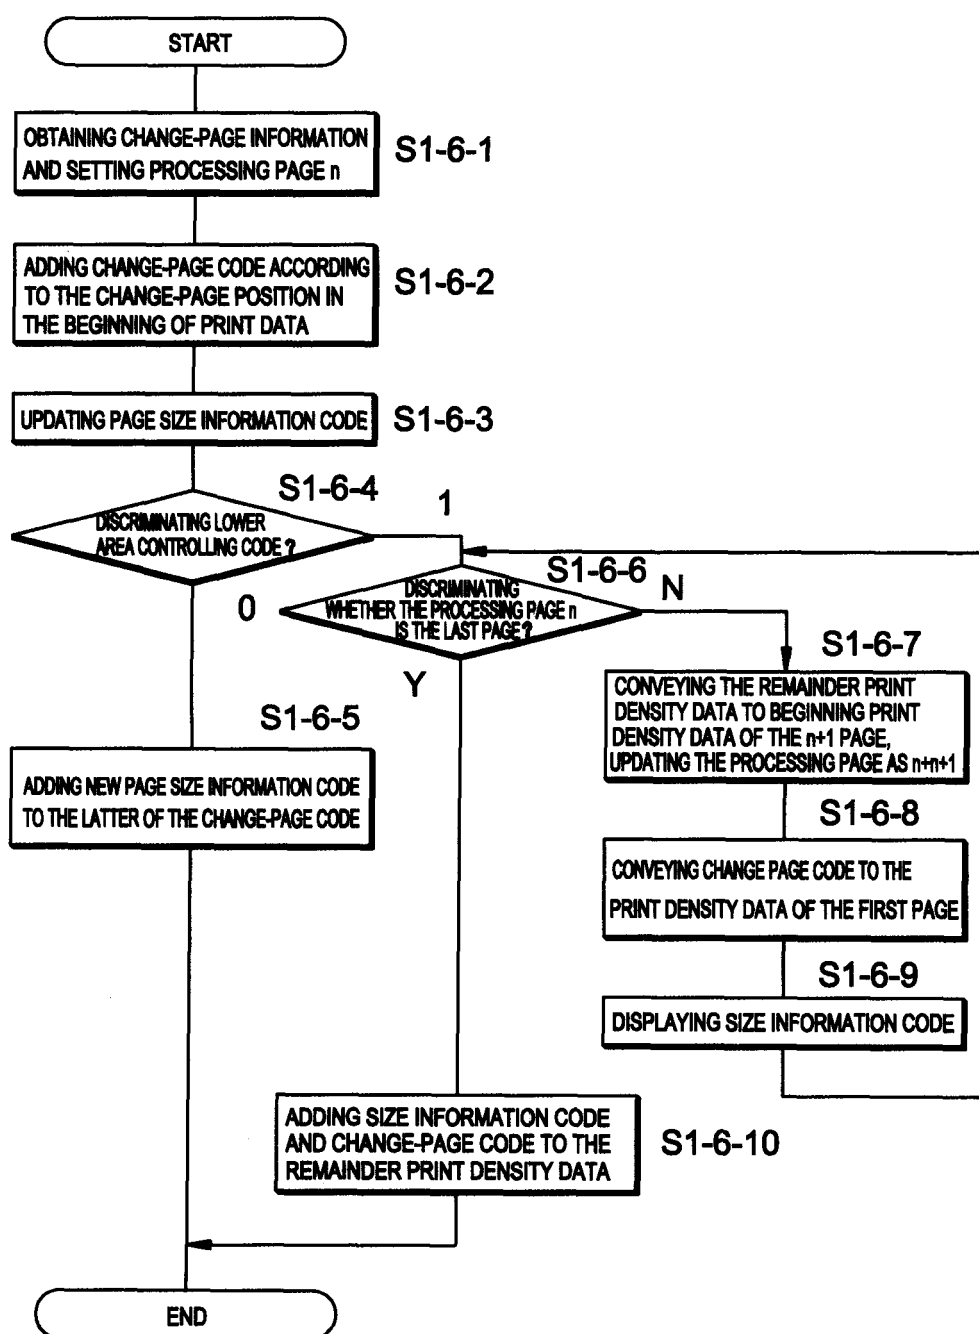 START
OBTAINING CHANGE-PAGE INFORMATION
AND SETTING PROCESSING PAGE n
S1-6-1
ADDING CHANGE-PAGE CODE ACCORDING
TO THE CHANGE-PAGE POSITION IN
THE BEGINNING OF PRINT DATA
S1-6-2
UPDATING PAGE SIZE INFORMATION CODE
S1-6-3
S1-6-4
DISCRIMINATING LOWER
AREA CONTROLLING CODE ?
1
0
S1-6-6
DISCRIMINATING
WHETHER THE PROCESSING PAGE n
IS THE LAST PAGE ?
N
Y
S1-6-5
ADDING NEW PAGE SIZE INFORMATION CODE
TO THE LATTER OF THE CHANGE-PAGE CODE
S1-6-7
CONVEYING THE REMAINDER PRINT
DENSITY DATA TO BEGINNING PRINT
DENSITY DATA OF THE n+1 PAGE,
UPDATING THE PROCESSING PAGE AS n+n+1
S1-6-8
CONVEYING CHANGE PAGE CODE TO THE
PRINT DENSITY DATA OF THE FIRST PAGE
S1-6-9
DISPLAYING SIZE INFORMATION CODE
ADDING SIZE INFORMATION CODE
AND CHANGE-PAGE CODE TO THE
REMAINDER PRINT DENSITY DATA
S1-6-10
END